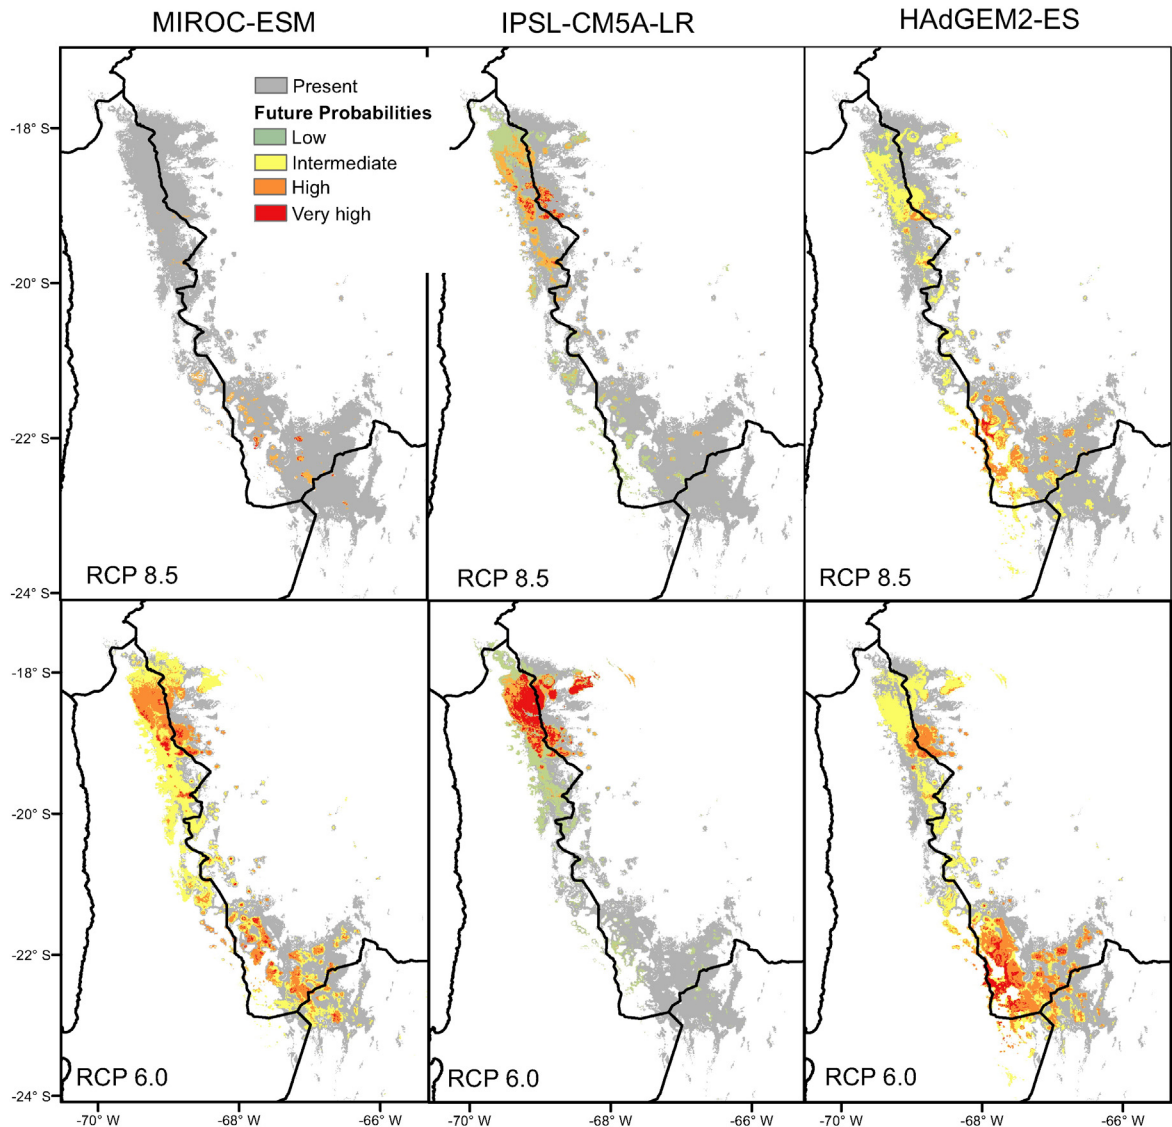 MIROC-ESM
IPSL-CM5A-LR
HAdGEM2-ES
Present
Future Probabilities
Low
Intermediate
High
Very high
-18° S
-20° S
-22° S
-24° S
RCP 8.5
RCP 8.5
RCP 8.5
-18° S
-20° S
-22° S
-24° S
RCP 6.0
RCP 6.0
RCP 6.0
-70° W
-68° W
-66° W
-70° W
-68° W
-66° W
-70° W
-68° W
-66° W